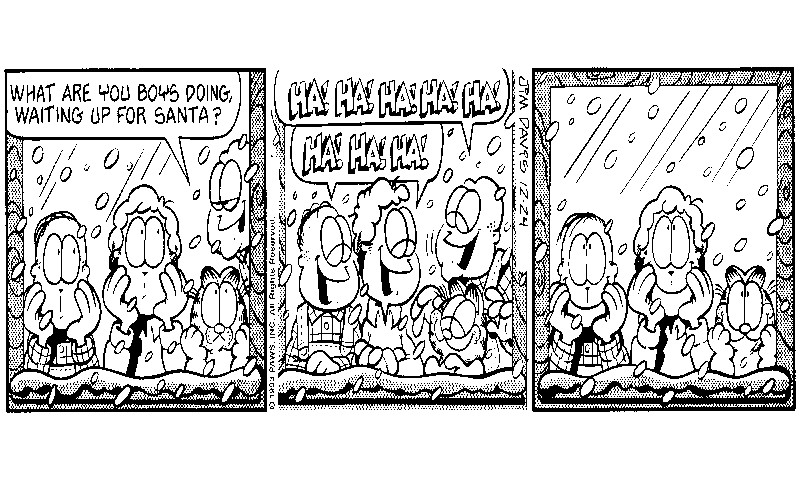 WHAT ARE YOU BOYS DOING,
WAITING UP FOR SANTA?
HA! HA! HA! HA! HA!
HA! HA! HA!
© 1993 PAWS, INC. All Rights Reserved.
JIM DAVIS 12·24